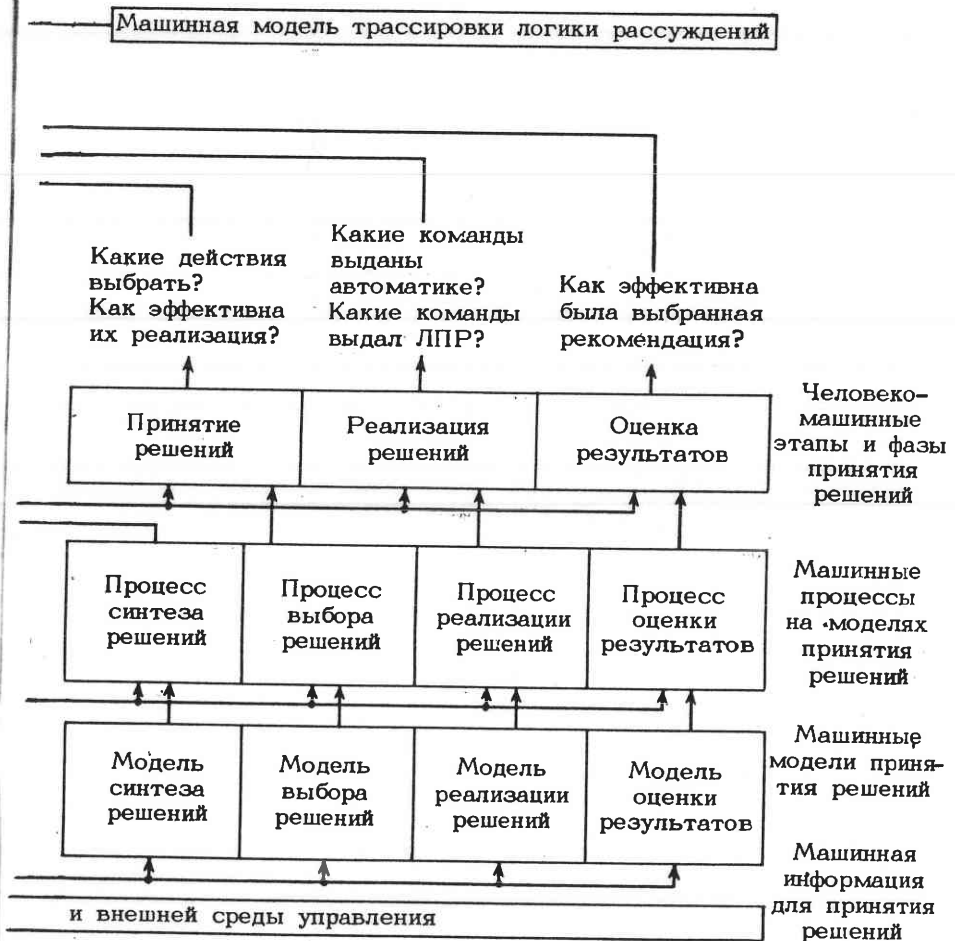 Машинная модель трассировки логики рассуждений
Какие действия
выбрать?
Как эффективна
их реализация?
Какие команды
выданы
автоматике?
Какие команды
выдал ЛПР?
Как эффективна
была выбранная
рекомендация?
Принятие
решений
Реализация
решений
Оценка
результатов
Человеко-
машинные
этапы и фазы
принятия
решений
Процесс
синтеза
решений
Процесс
выбора
решений
Процесс
реализации
решений
Процесс
оценки
результатов
Машинные
процессы
на моделях
принятия
решений
Модель
синтеза
решений
Модель
выбора
решений
Модель
реализации
решений
Модель
оценки
результатов
Машинные
модели приня-
тия решений
Машинная
информация
для принятия
решений
и внешней среды управления